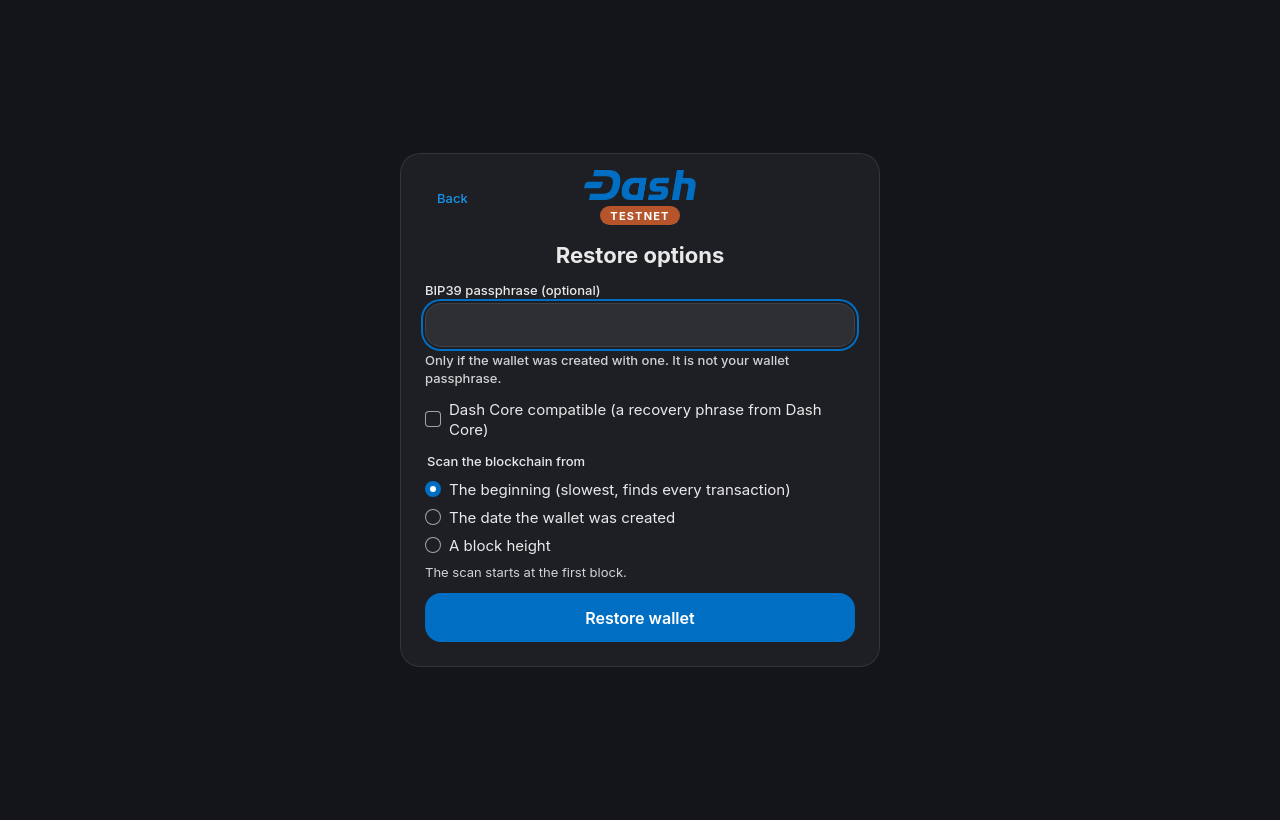 Back
Dash
TESTNET
Restore options
BIP39 passphrase (optional)
Only if the wallet was created with one. It is not your wallet
passphrase.
Dash Core compatible (a recovery phrase from Dash
Core)
Scan the blockchain from
The beginning (slowest, finds every transaction)
The date the wallet was created
A block height
The scan starts at the first block.
Restore wallet